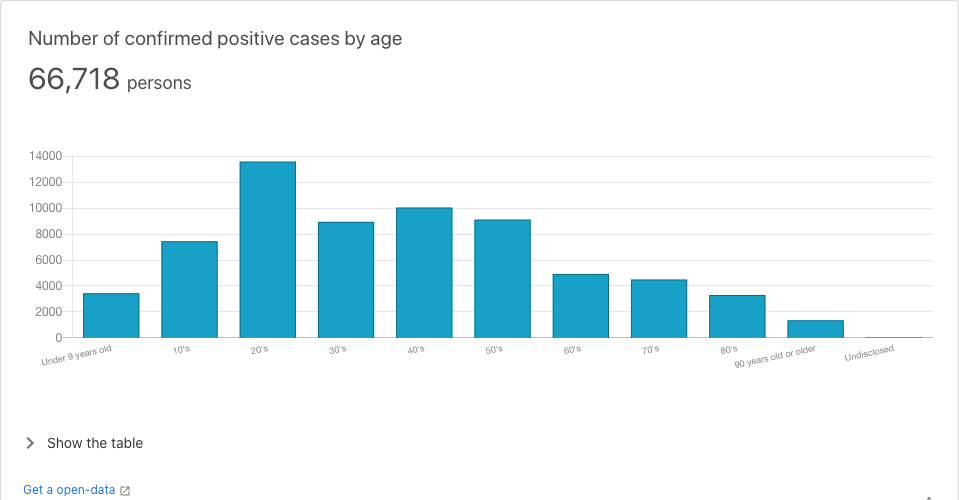 Number of confirmed positive cases by age
66,718 persons
14000
12000
10000
8000
6000
4000
2000
0
Under 9 years old 10's 20's 30's 40's 50's 60's 70's 80's 90 years old or older Undisclosed
Show the table
Get a open-data